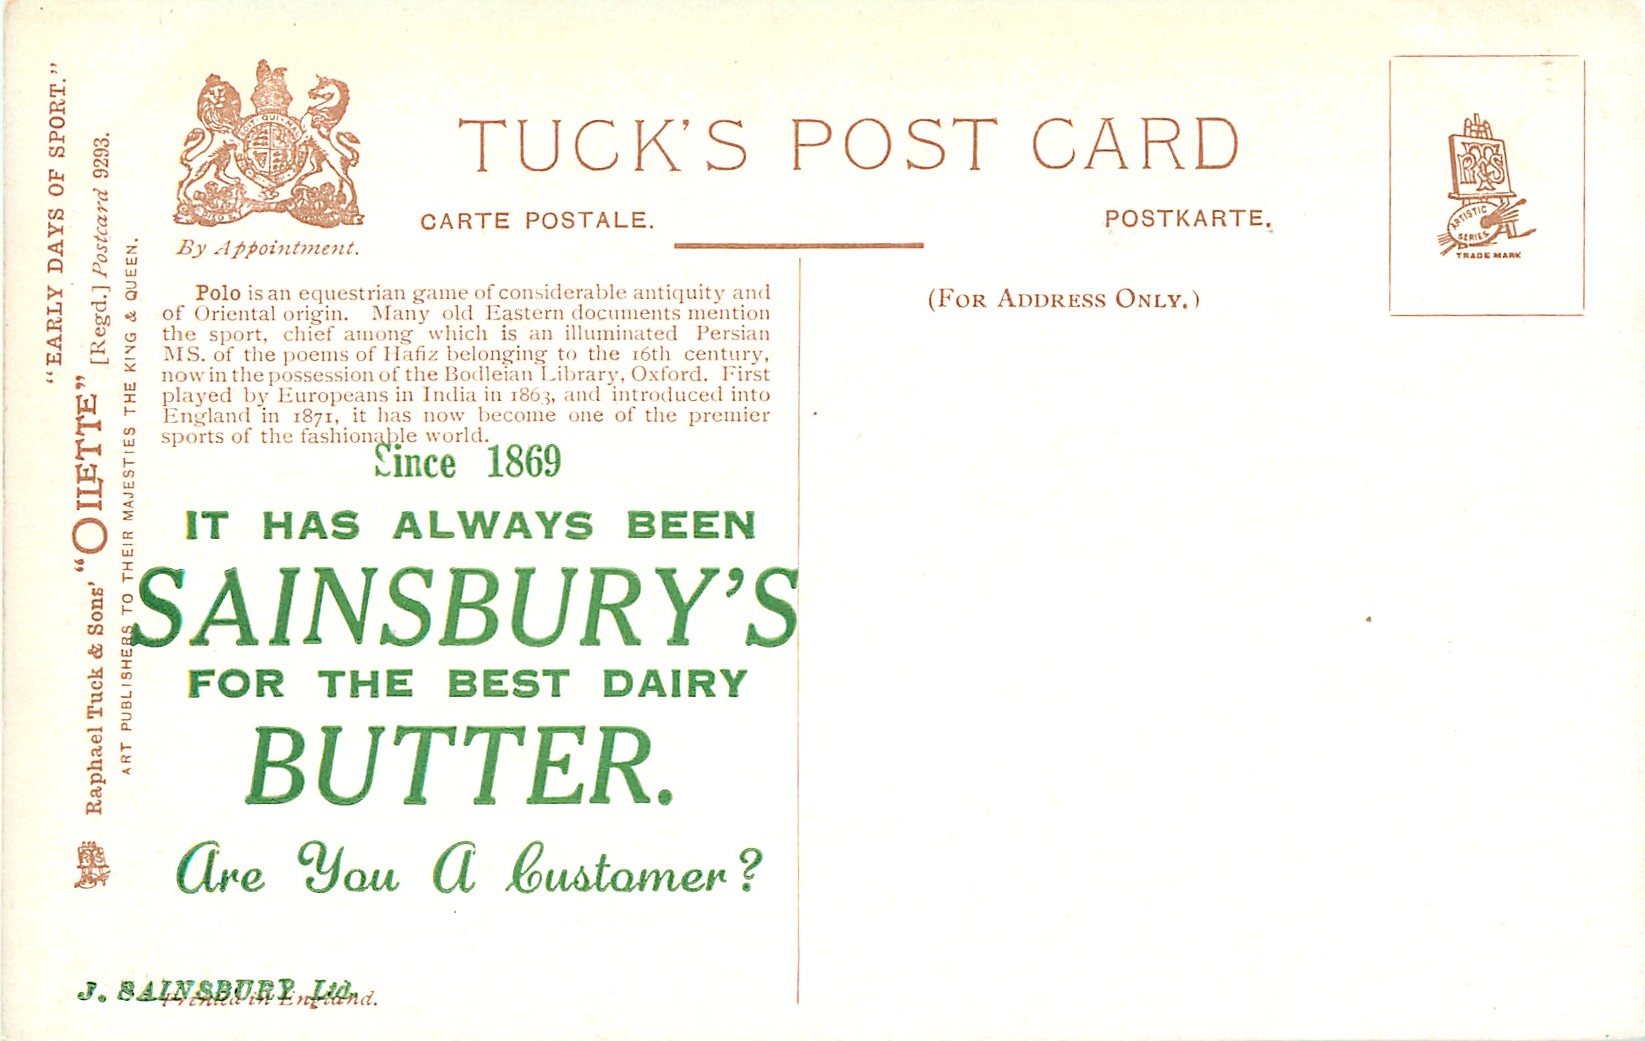 "EARLY DAYS OF SPORT."
Raphael Tuck & Sons' "OILETTE" [Regd.] Postcard 9293.
ART PUBLISHERS TO THEIR MAJESTIES THE KING & QUEEN.
By Appointment.
TUCK'S POST CARD
CARTE POSTALE.
POSTKARTE.
ARTISTIC
SERIES
TRADE MARK
(FOR ADDRESS ONLY.)
Polo is an equestrian game of considerable antiquity and
of Oriental origin. Many old Eastern documents mention
the sport, chief among which is an illuminated Persian
MS. of the poems of Hafiz belonging to the 16th century,
now in the possession of the Bodleian Library, Oxford. First
played by Europeans in India in 1863, and introduced into
England in 1871, it has now become one of the premier
sports of the fashionable world.
Since 1869
IT HAS ALWAYS BEEN
SAINSBURY'S
FOR THE BEST DAIRY
BUTTER.
Are You A Customer?
J. SAINSBURY Ltd.
Printed in England.